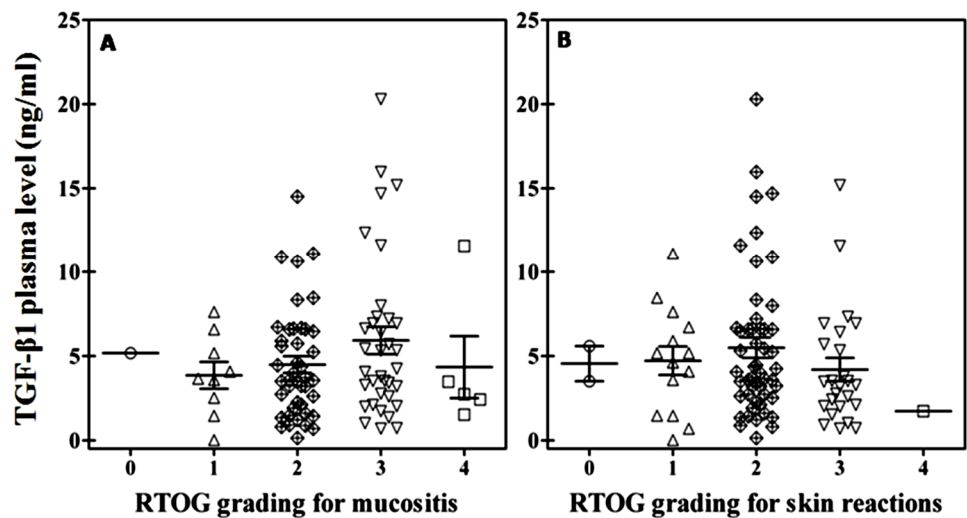 A
B
TGF-β1 plasma level (ng/ml)
25
20
15
10
5
0
0 1 2 3 4
RTOG grading for mucositis
25
20
15
10
5
0
0 1 2 3 4
RTOG grading for skin reactions